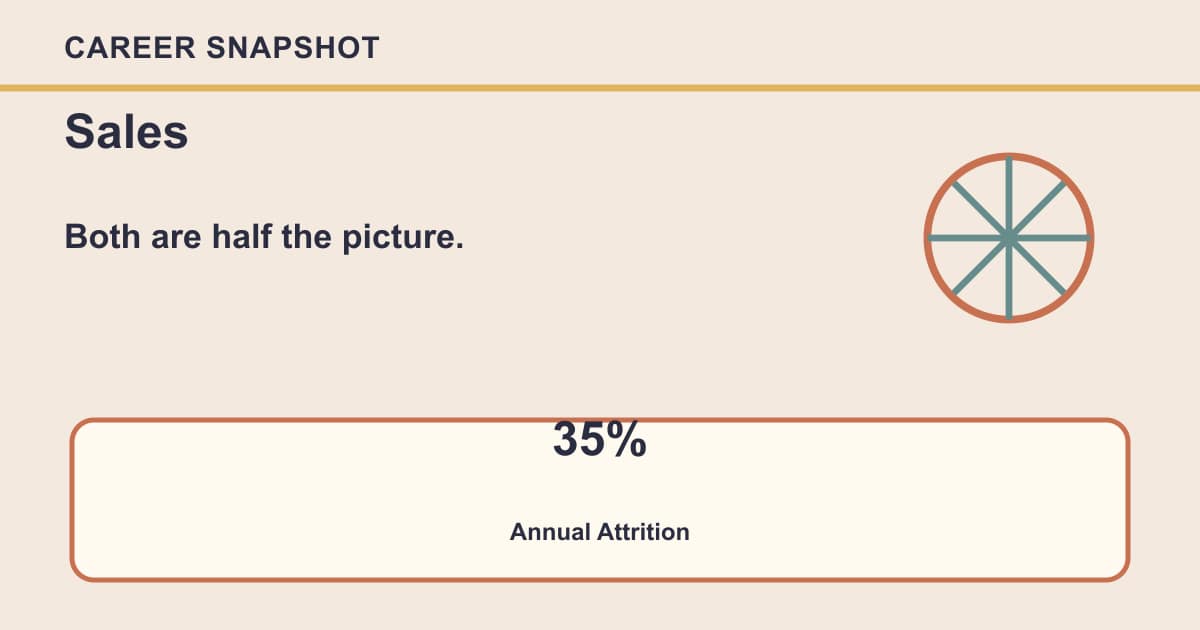 CAREER SNAPSHOT
Sales
Both are half the picture.
35%
Annual Attrition